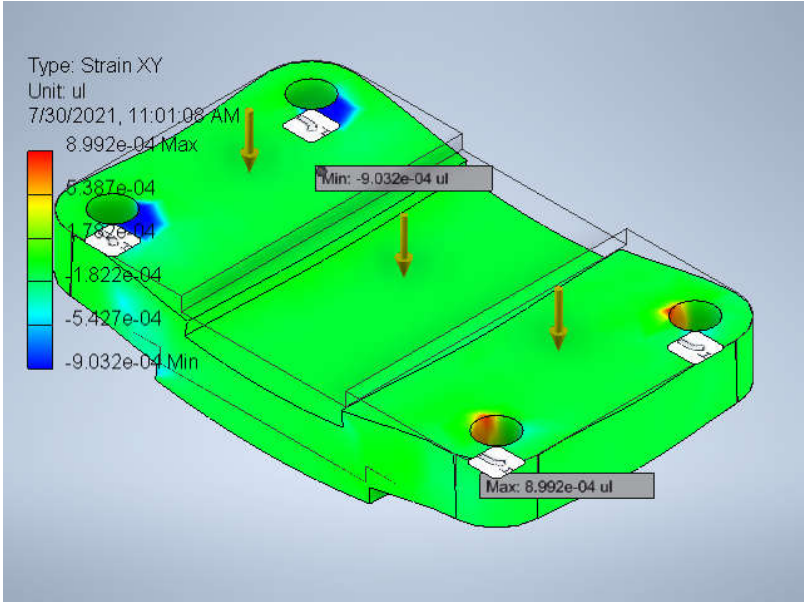 Type: Strain XY
Unit: ul
7/30/2021, 11:01:08 AM
8.992e-04 Max
5.387e-04
1.782e-04
-1.822e-04
-5.427e-04
-9.032e-04 Min
Min: -9.032e-04 ul
Max: 8.992e-04 ul